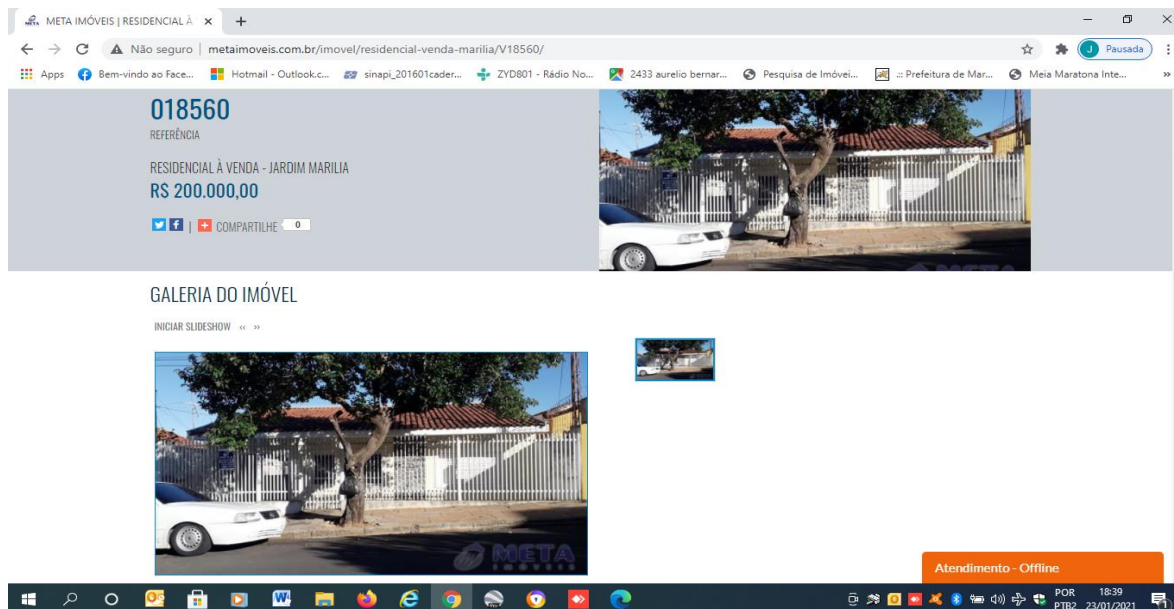 META IMÓVEIS | RESIDENCIAL À
Não seguro | metaimoveis.com.br/imovel/residencial-venda-marilia/V18560/
Pausada
Apps
Bem-vindo ao Face...
Hotmail - Outlook.c...
sinapi_201601cader...
ZYD801 - Rádio No...
2433 aurelio bernar...
Pesquisa de Imóvei...
.:: Prefeitura de Mar...
Meia Maratona Inte...
018560
REFERÊNCIA
RESIDENCIAL À VENDA - JARDIM MARILIA
R$ 200.000,00
| COMPARTILHE 0
META
GALERIA DO IMÓVEL
INICIAR SLIDESHOW ‹‹ ››
META
IMÓVEIS
Atendimento - Offline
POR 18:39
PTB2 23/01/2021